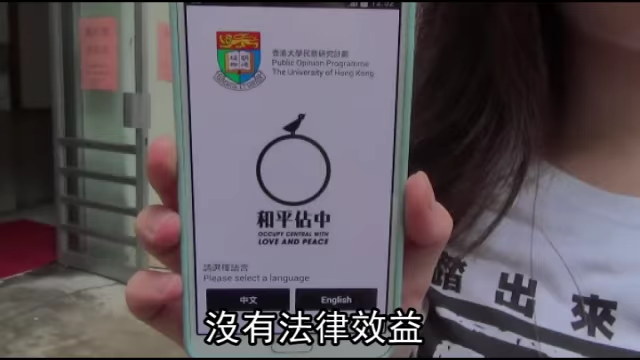 香港大學民意研究計劃
Public Opinion Programme
The University of Hong Kong
和平佔中
OCCUPY CENTRAL WITH
LOVE AND PEACE
請選擇語言
Please select a language
中文
English
踏出來
沒有法律效益